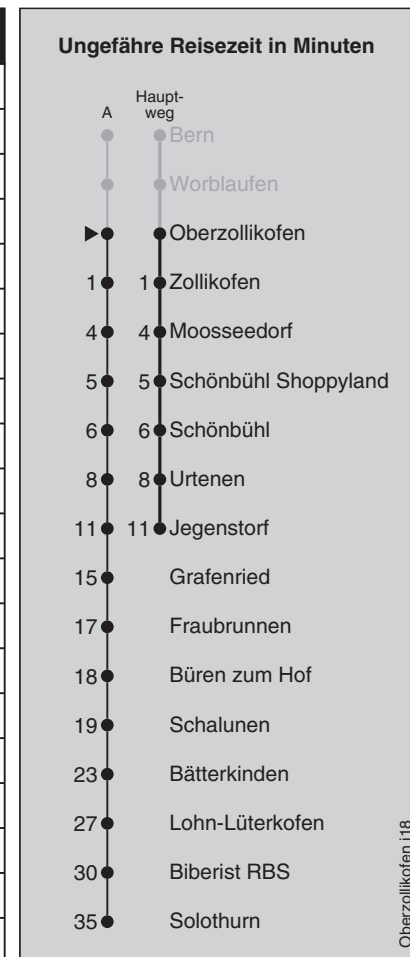 Ungefähre Reisezeit in Minuten
A Haupt-
weg
Bern
Worblaufen
Oberzollikofen
1 1 Zollikofen
4 4 Moosseedorf
5 5 Schönbühl Shoppyland
6 6 Schönbühl
8 8 Urtenen
11 11 Jegenstorf
15 Grafenried
17 Fraubrunnen
18 Büren zum Hof
19 Schalunen
23 Bätterkinden
27 Lohn-Lüterkofen
30 Biberist RBS
35 Solothurn
Oberzollikofen j18